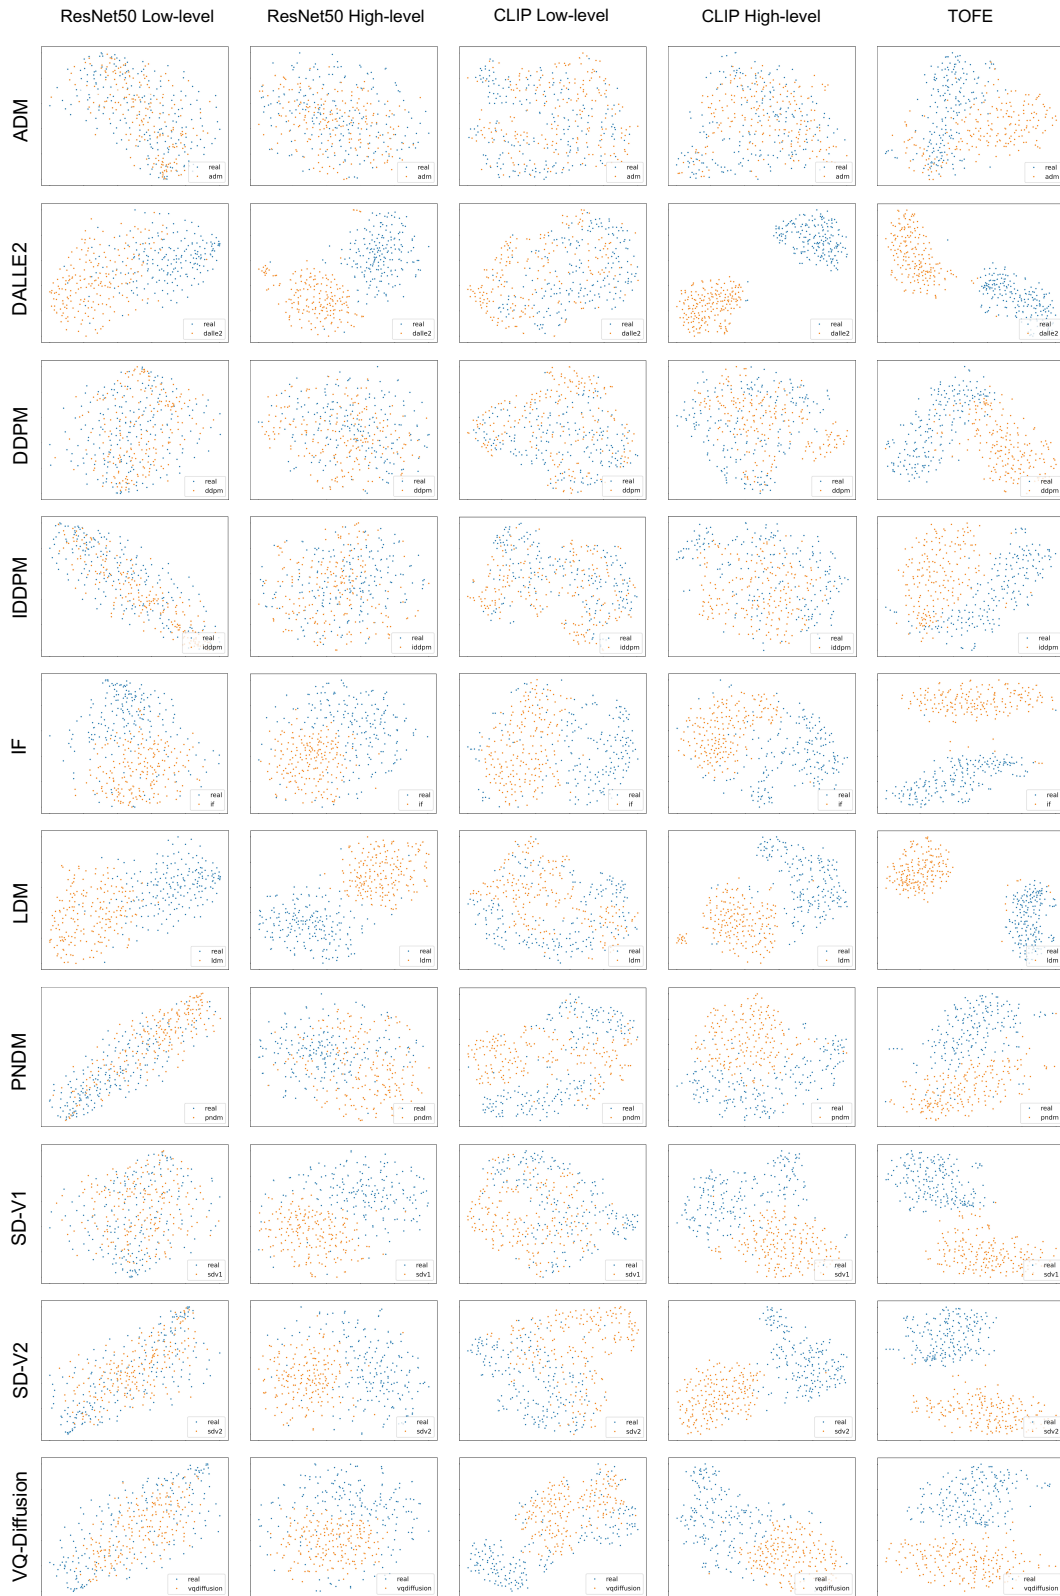 ResNet50 Low-level ResNet50 High-level CLIP Low-level CLIP High-level TOFE
ADM
real real real real real
adm adm adm adm adm
DALLE2
real real real real real
dalle2 dalle2 dalle2 dalle2 dalle2
DDPM
real real real real real
ddpm ddpm ddpm ddpm ddpm
IDDPM
real real real real real
iddpm iddpm iddpm iddpm iddpm
IF
real real real real real
if if if if if
LDM
real real real real real
ldm ldm ldm ldm ldm
PNDM
real real real real real
pndm pndm pndm pndm pndm
SD-V1
real real real real real
sdv1 sdv1 sdv1 sdv1 sdv1
SD-V2
real real real real real
sdv2 sdv2 sdv2 sdv2 sdv2
VQ-Diffusion
real real real real real
vqdiffusion vqdiffusion vqdiffusion vqdiffusion vqdiffusion